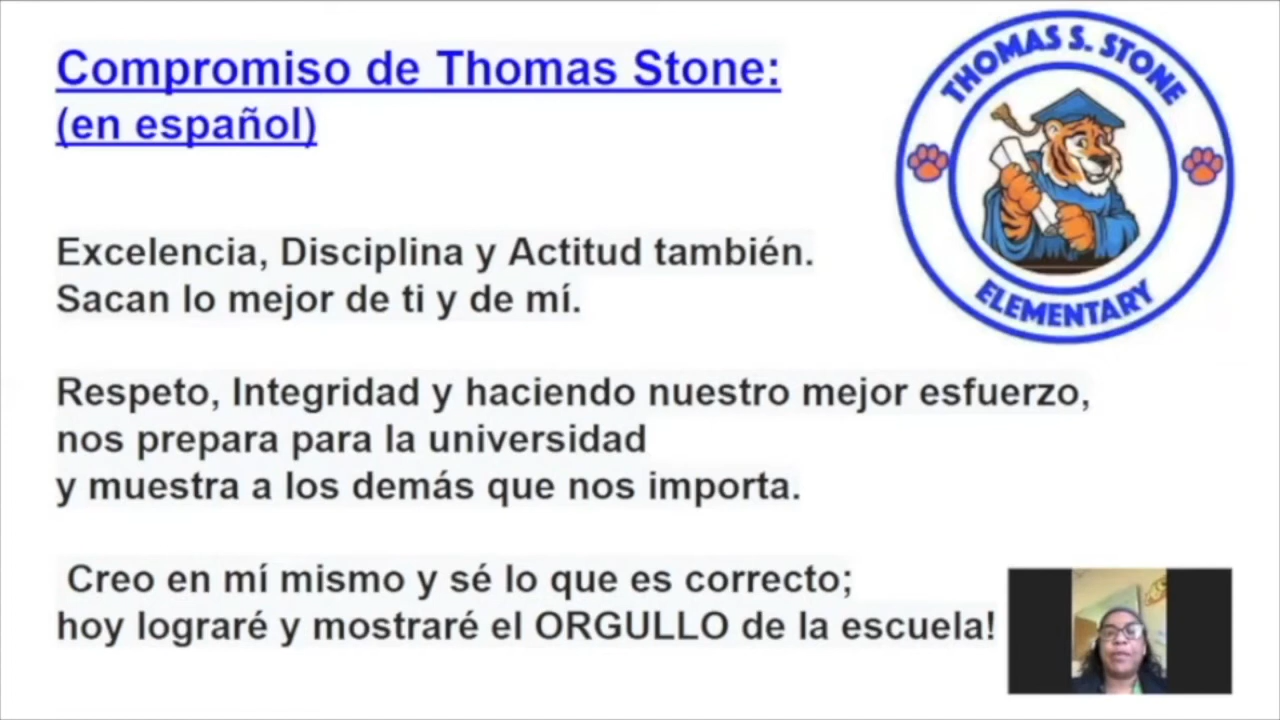 Compromiso de Thomas Stone:
(en español)
THOMAS S. STONE
ELEMENTARY
Excelencia, Disciplina y Actitud también.
Sacan lo mejor de ti y de mí.
Respeto, Integridad y haciendo nuestro mejor esfuerzo,
nos prepara para la universidad
y muestra a los demás que nos importa.
Creo en mí mismo y sé lo que es correcto;
hoy lograré y mostraré el ORGULLO de la escuela!